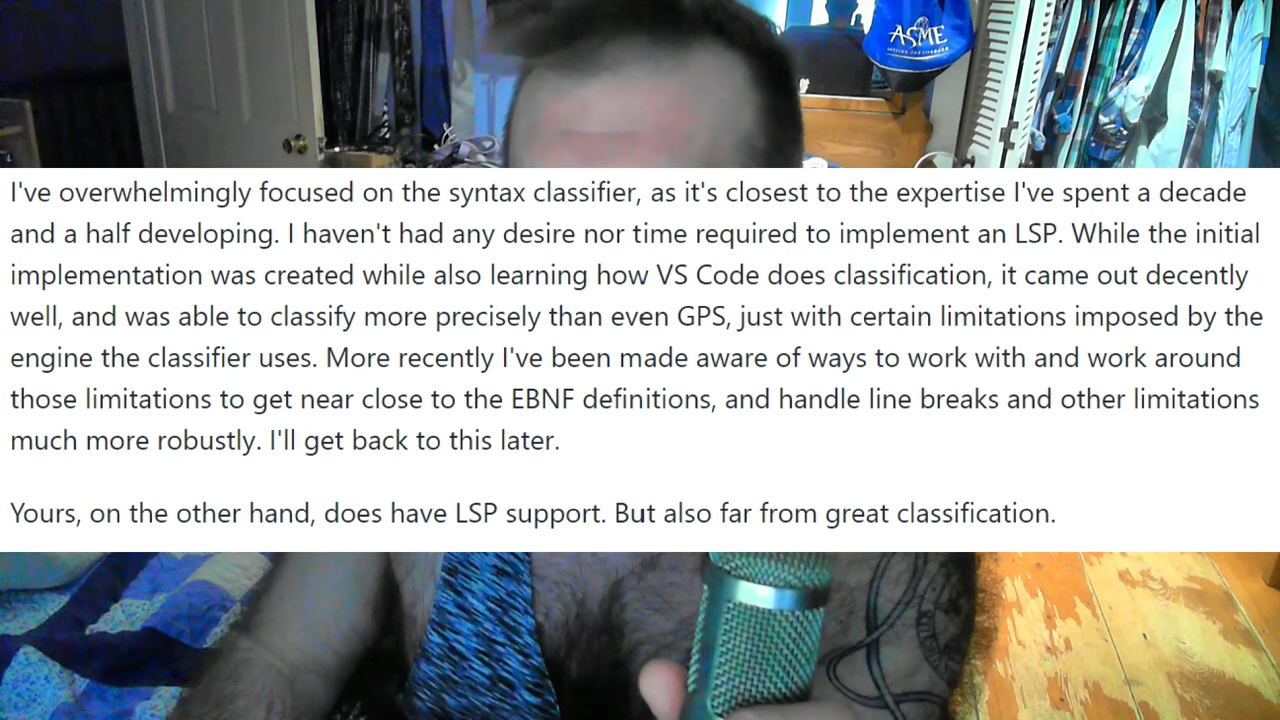 ASME
SETTING THE STANDARD
I've overwhelmingly focused on the syntax classifier, as it's closest to the expertise I've spent a decade
and a half developing. I haven't had any desire nor time required to implement an LSP. While the initial
implementation was created while also learning how VS Code does classification, it came out decently
well, and was able to classify more precisely than even GPS, just with certain limitations imposed by the
engine the classifier uses. More recently I've been made aware of ways to work with and work around
those limitations to get near close to the EBNF definitions, and handle line breaks and other limitations
much more robustly. I'll get back to this later.
Yours, on the other hand, does have LSP support. But also far from great classification.